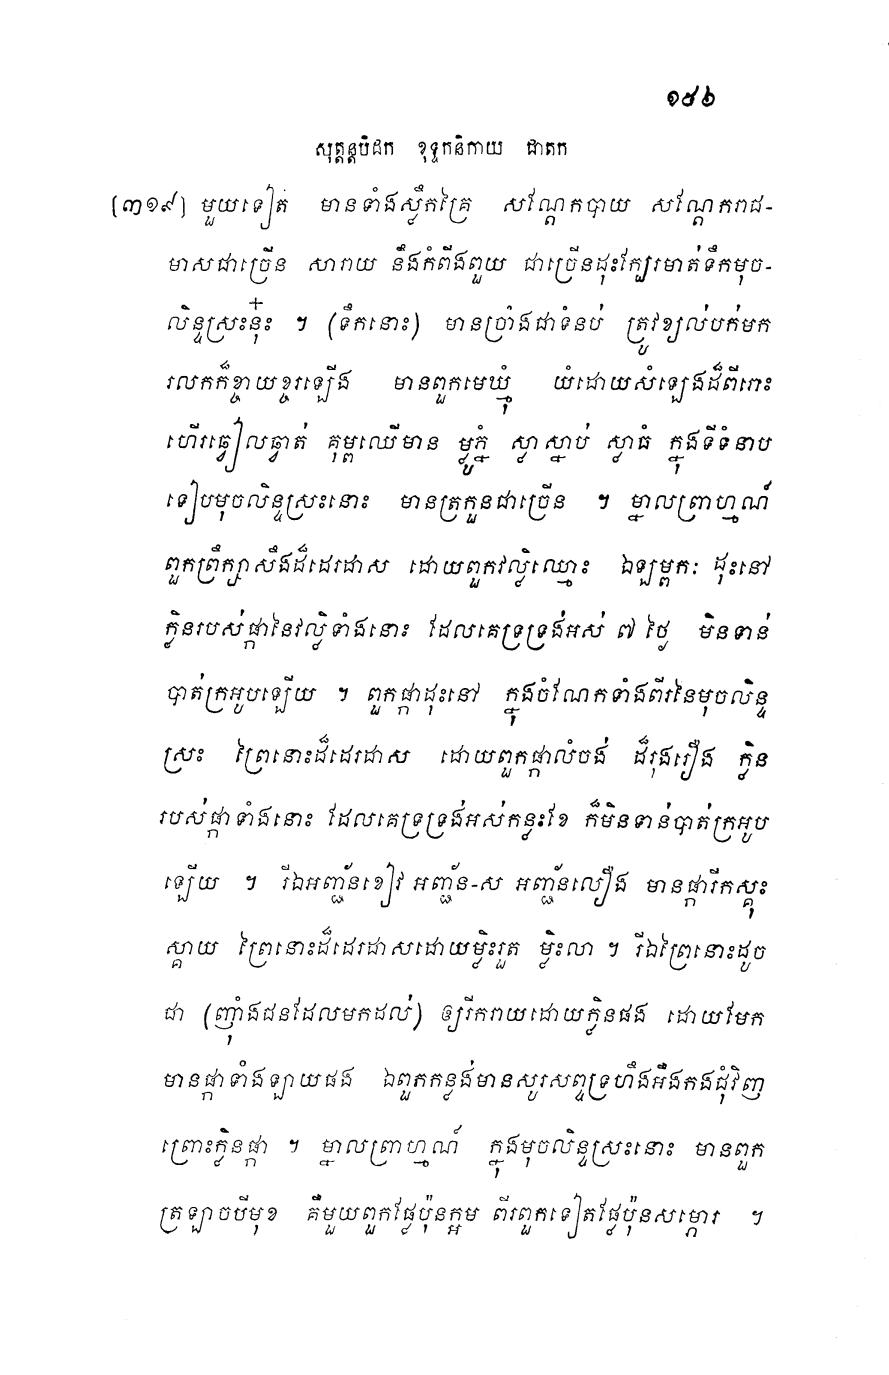 ១៩៦
សុត្តន្តបិដក ខុទ្ទកនិកាយ ជាតក
[៣១៩] មួយទៀត មានទាំងស្លឹកគ្រៃ សណ្តែកបាយ សណ្តែករាជ-
មាសជាច្រើន សារាយ នឹងកំពីងពួយ ជាច្រើនដុះក្បែរមាត់ទឹកមុច-
លិន្ទស្រះនុ៎ះ ។ (ទឹកនោះ) មានប្រាំងជាទំនប់ ត្រូវខ្យល់បក់មក
រលកក៏ខ្ចាយខ្ចរឡើង មានពួកមេឃ្មុំ យំដោយសំឡេងដ៏ពីរោះ
ហើរឆ្វៀលឆ្វាត់ គុម្ពឈើមាន ម្លូភ្នំ ស្លាស្លាប់ ស្លាធំ ក្នុងទីទំនាប
ទៀបមុចលិន្ទស្រះនោះ មានត្រកួនជាច្រើន ។ ម្នាលព្រាហ្មណ៍
ពួកព្រឹក្សាសឹងដ៏ដេរដាស ដោយពួកវល្លិឈ្មោះ ឯឡម្ពកៈ ដុះនៅ
ក្លិនរបស់ផ្កានៃវល្លិទាំងនោះ ដែលគេទ្រទ្រង់អស់ ៧ ថ្ងៃ មិនទាន់
បាត់ក្រអូបឡើយ ។ ពួកផ្កាដុះនៅ ក្នុងចំណែកទាំងពីរនៃមុចលិន្ទ
ស្រះ ព្រៃនោះដ៏ដេរដាស ដោយពួកផ្កាលំចង់ ដ៏រុងរឿង ក្លិន
របស់ផ្កាទាំងនោះ ដែលគេទ្រទ្រង់អស់កន្លះខែ ក៏មិនទាន់បាត់ក្រអូប
ឡើយ ។ រីឯអញ្ជ័នខៀវ អញ្ជ័ន-ស អញ្ជ័នលឿង មានផ្ការីកស្គុះ
ស្គាយ ព្រៃនោះដ៏ដេរដាសដោយម្លិះរួត ម្លិះលា ។ រីឯព្រៃនោះដូច
ជា (ញ៉ាំងជនដែលមកដល់) ឲ្យរីករាយដោយក្លិនផង ដោយមែក
មានផ្កាទាំងឡាយផង ឯពួកកន្លង់មានសូរសព្ទទ្រហឹងអឹងកងជុំវិញ
ព្រោះក្លិនផ្កា ។ ម្នាលព្រាហ្មណ៍ ក្នុងមុចលិន្ទស្រះនោះ មានពួក
ត្រឡាចបីមុខ គឺមួយពួកផ្លែប៉ុនក្អម ពីរពួកទៀតផ្លែប៉ុនសម្ភោរ ។